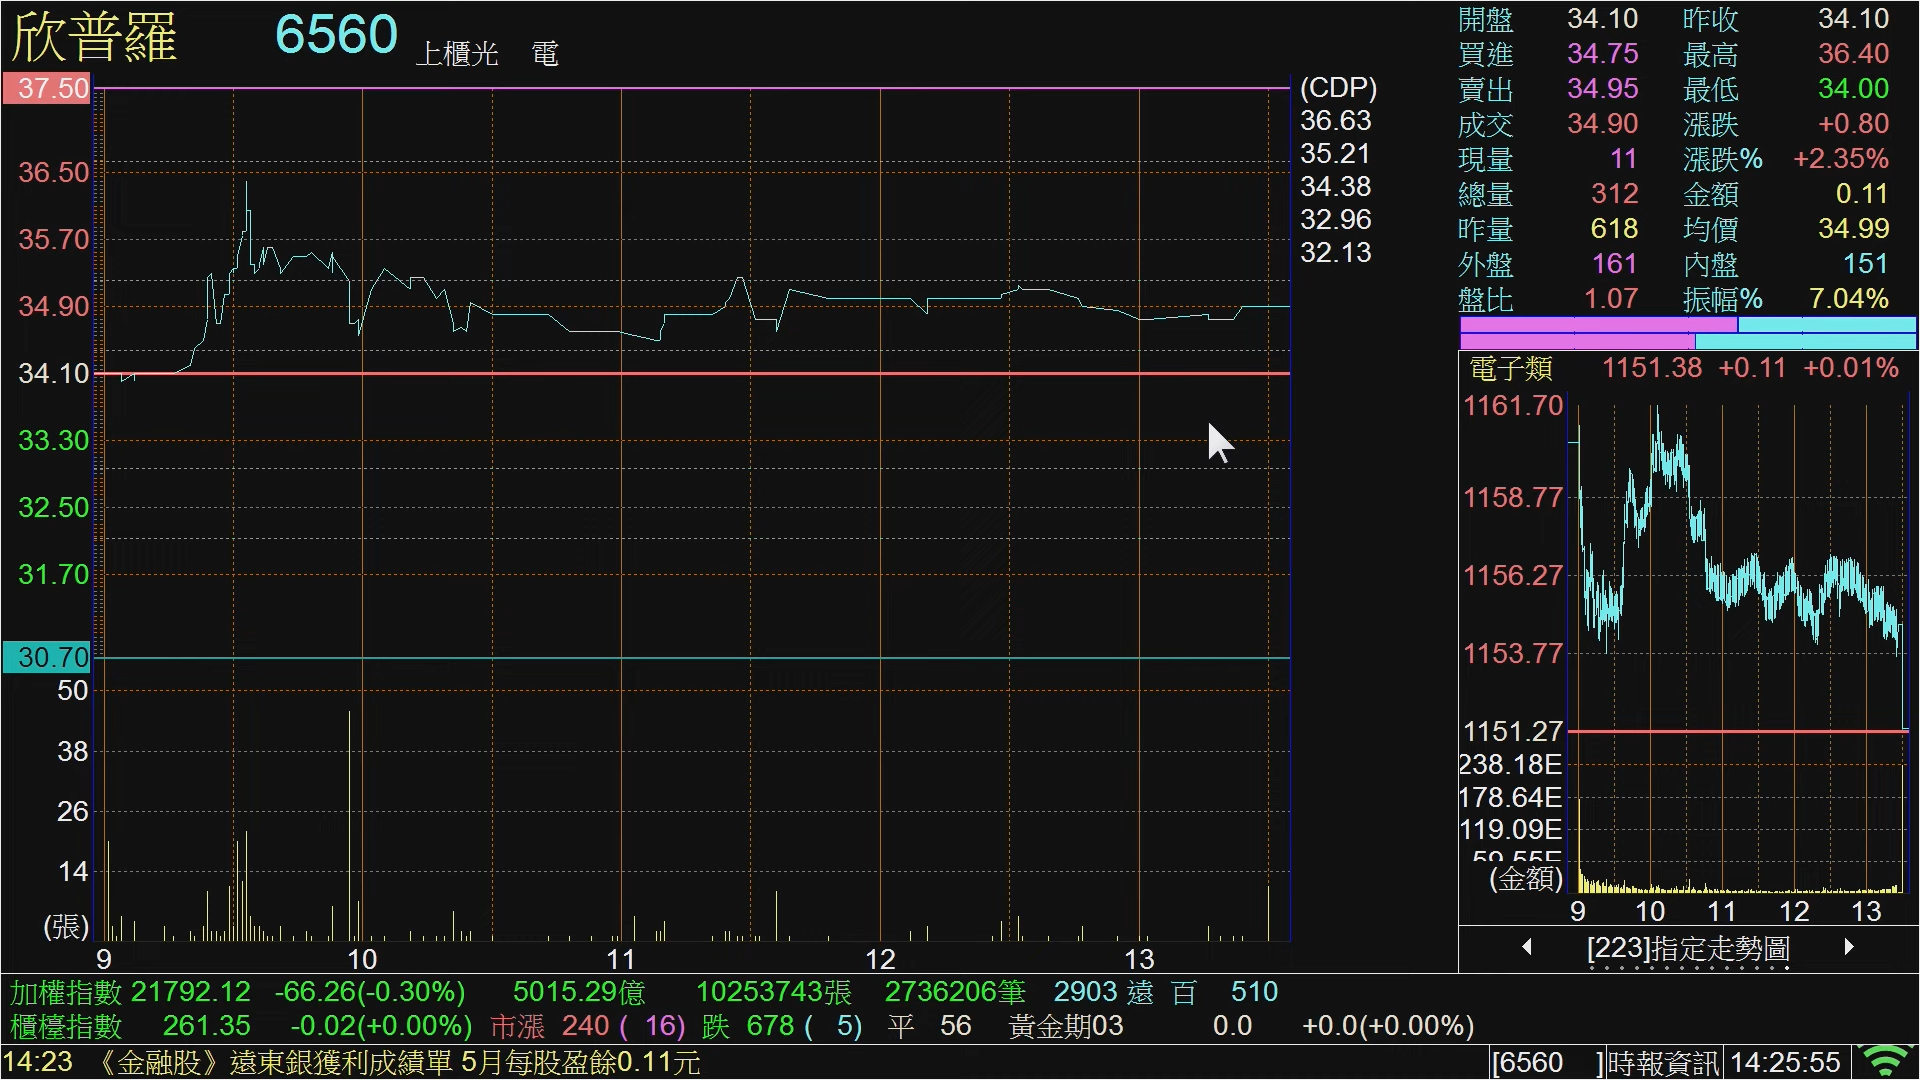 欣普羅 6560 上櫃光 電
37.50
36.50
35.70
34.90
34.10
33.30
32.50
31.70
30.70
50
38
26
14
(張)
9 10 11 12 13
(CDP)
36.63
35.21
34.38
32.96
32.13
開盤 34.10 昨收 34.10
買進 34.75 最高 36.40
賣出 34.95 最低 34.00
成交 34.90 漲跌 +0.80
現量 11 漲跌% +2.35%
總量 312 金額 0.11
昨量 618 均價 34.99
外盤 161 內盤 151
盤比 1.07 振幅% 7.04%
電子類 1151.38 +0.11 +0.01%
1161.70
1158.77
1156.27
1153.77
1151.27
238.18E
178.64E
119.09E
59.55E
(金額)
9 10 11 12 13
[223]指定走勢圖
加權指數 21792.12 -66.26(-0.30%) 5015.29億 10253743張 2736206筆 2903 遠 百 510
櫃檯指數 261.35 -0.02(+0.00%) 市漲 240 ( 16) 跌 678 ( 5) 平 56 黃金期03 0.0 +0.0(+0.00%)
14:23 《金融股》遠東銀獲利成績單 5月每股盈餘0.11元 [6560 ]時報資訊 14:25:55